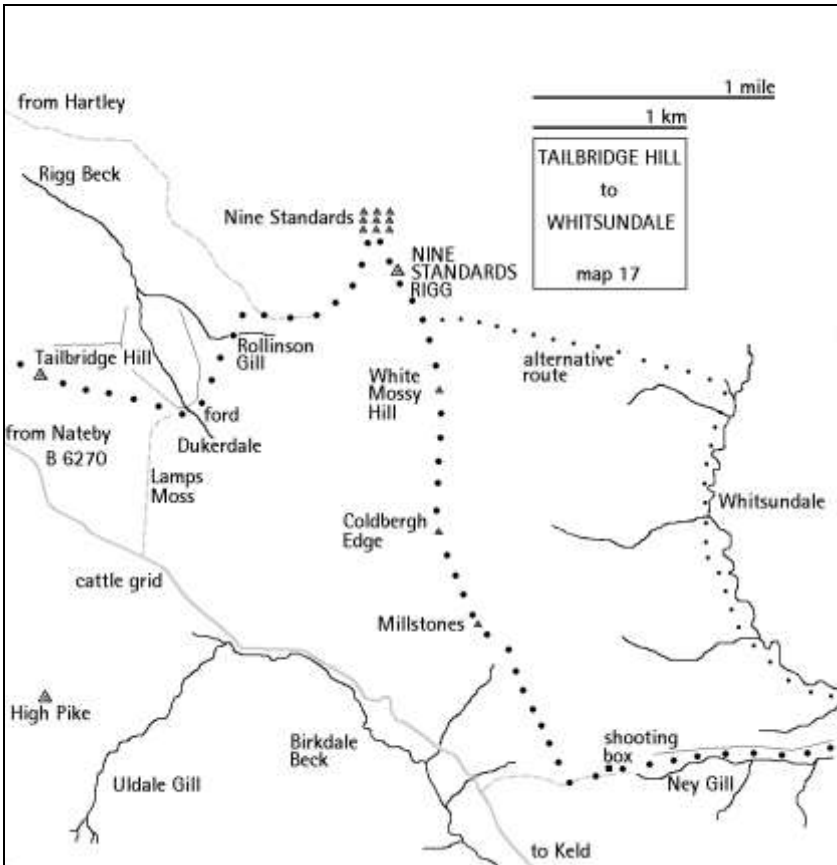 1 mile
from Hartley
1 km
TAILBRIDGE HILL
to
WHITSUNDALE
map 17
Rigg Beck
Nine Standards
NINE
STANDARDS
RIGG
Rollinson
Gill
Tailbridge Hill
alternative
route
White
Mossy
Hill
ford
from Nateby
B 6270
Dukerdale
Lamps
Moss
Whitsundale
Coldbergh
Edge
cattle grid
Millstones
High Pike
Birkdale
Beck
shooting
box
Uldale Gill
Ney Gill
to Keld